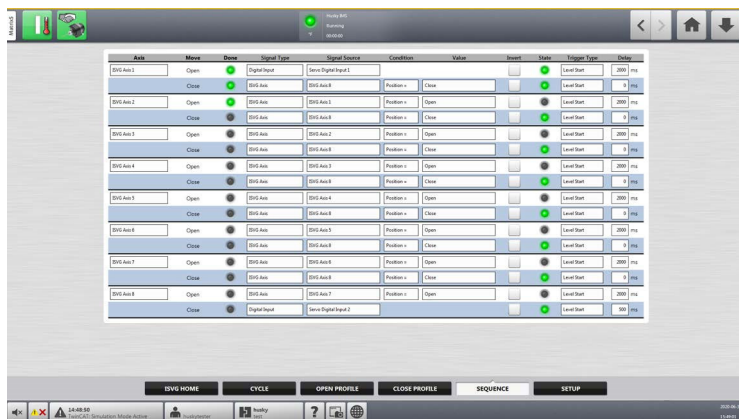 MatrixS
Husky ISVG
Running
00:00:00
Axis Move Done Signal Type Signal Source Condition Value Invert State Trigger Type Delay
ISVG Axis 1 Open Digital Input Servo Digital Input 1 Level Start 2000 ms
Close ISVG Axis ISVG Axis 8 Position = Close Level Start 0 ms
ISVG Axis 2 Open ISVG Axis ISVG Axis 1 Position = Open Level Start 2000 ms
Close ISVG Axis ISVG Axis 8 Position = Close Level Start 0 ms
ISVG Axis 3 Open ISVG Axis ISVG Axis 2 Position = Open Level Start 2000 ms
Close ISVG Axis ISVG Axis 8 Position = Close Level Start 0 ms
ISVG Axis 4 Open ISVG Axis ISVG Axis 3 Position = Open Level Start 2000 ms
Close ISVG Axis ISVG Axis 8 Position = Close Level Start 0 ms
ISVG Axis 5 Open ISVG Axis ISVG Axis 4 Position = Open Level Start 2000 ms
Close ISVG Axis ISVG Axis 8 Position = Close Level Start 0 ms
ISVG Axis 6 Open ISVG Axis ISVG Axis 5 Position = Open Level Start 2000 ms
Close ISVG Axis ISVG Axis 8 Position = Close Level Start 0 ms
ISVG Axis 7 Open ISVG Axis ISVG Axis 6 Position = Open Level Start 2000 ms
Close ISVG Axis ISVG Axis 8 Position = Close Level Start 0 ms
ISVG Axis 8 Open ISVG Axis ISVG Axis 7 Position = Open Level Start 2000 ms
Close Digital Input Servo Digital Input 2 Level Start 500 ms
ISVG HOME CYCLE OPEN PROFILE CLOSE PROFILE SEQUENCE SETUP
14:48:50
TwinCAT: Simulation Mode Active
huskytester
husky
test
?
15:49:01